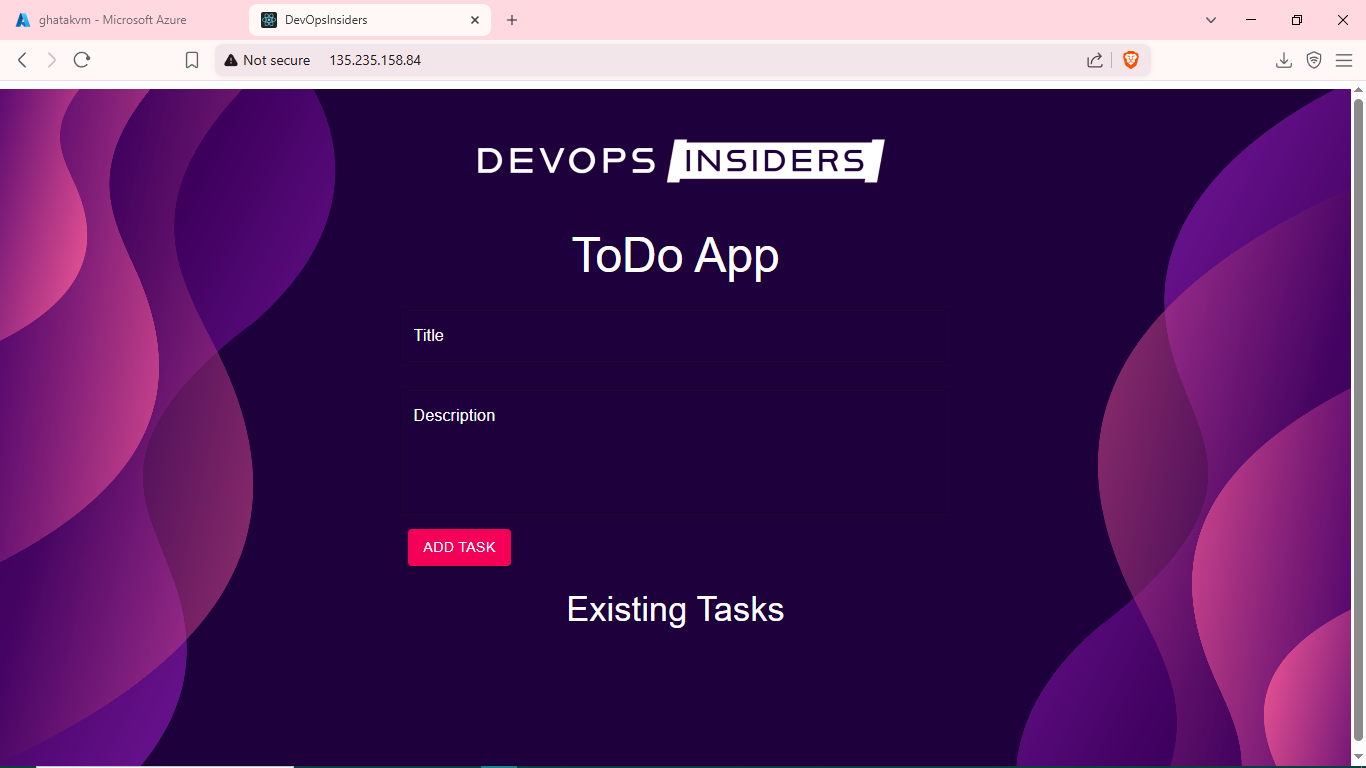 ghatakvm - Microsoft Azure
DevOpsInsiders
Not secure 135.235.158.84
DEVOPS INSIDERS
ToDo App
Title
Description
ADD TASK
Existing Tasks